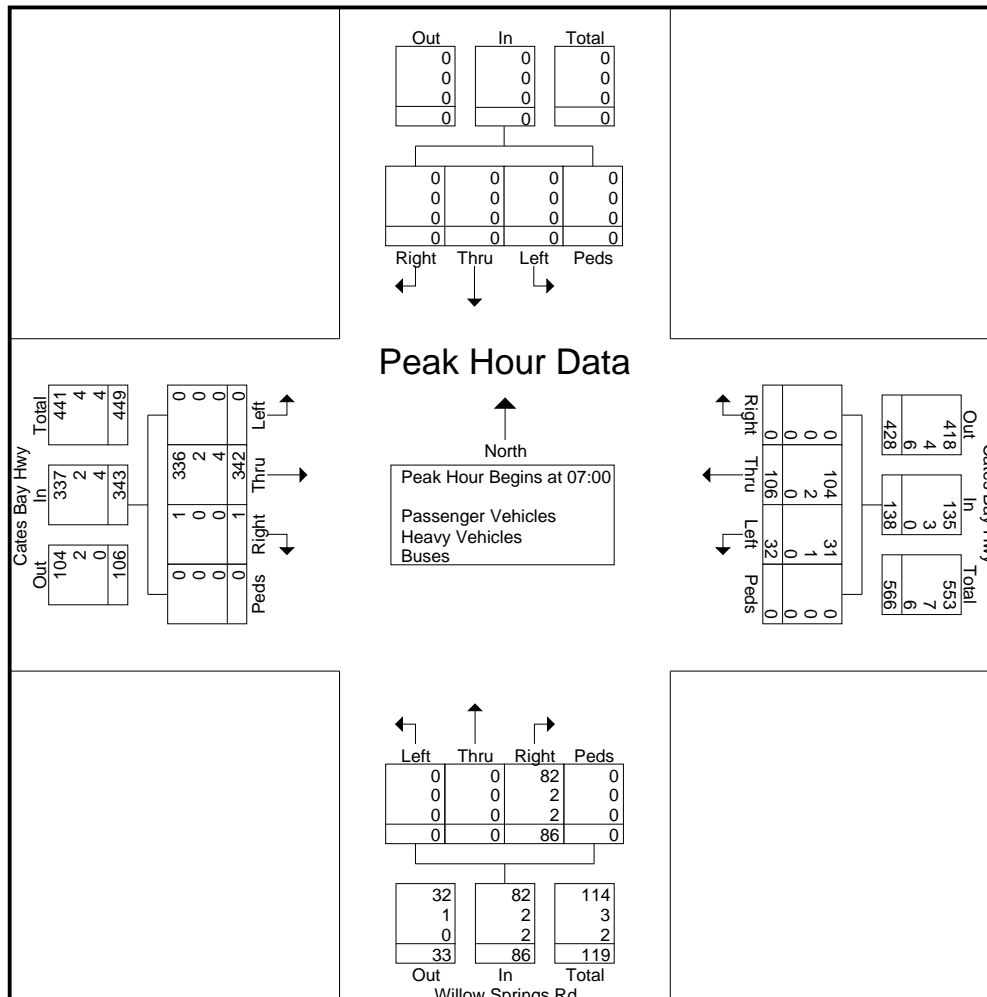 Out In Total
0 0 0
0 0 0
0 0 0
0 0 0
0 0 0 0
0 0 0 0
0 0 0 0
0 0 0 0
Right Thru Left Peds
Peak Hour Data
North
Peak Hour Begins at 07:00
Passenger Vehicles
Heavy Vehicles
Buses
Cates Bay Hwy
Out In Total
104 337 441
2 2 4
0 4 4
106 343 449
0 336 1 0
0 2 0 0
0 4 0 0
0 342 1 0
Left Thru Right Peds
Cates Bay Hwy
Out In Total
418 135 553
4 3 7
6 0 6
428 138 566
0 104 31 0
0 2 1 0
0 0 0 0
0 106 32 0
Right Thru Left Peds
Left Thru Right Peds
0 0 82 0
0 0 2 0
0 0 2 0
0 0 86 0
32 82 114
1 2 3
0 2 2
33 86 119
Out In Total
Willow Springs Rd